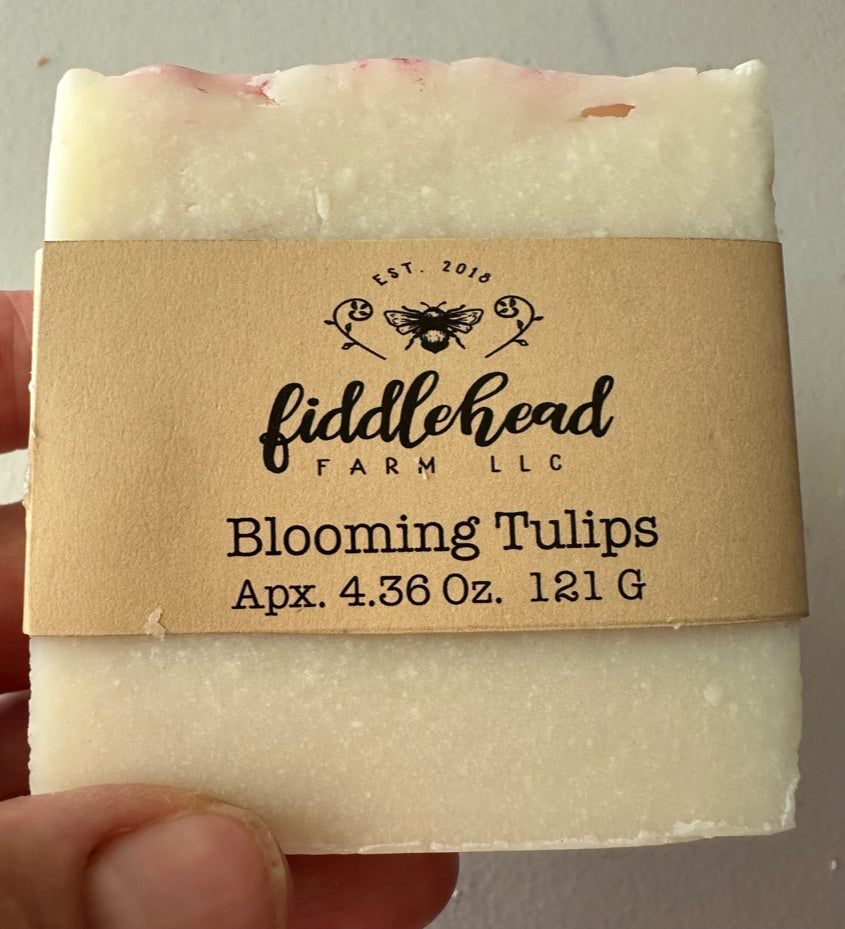 EST. 2018
fiddlehead
FARM LLC
Blooming Tulips
Apx. 4.36 Oz. 121 G